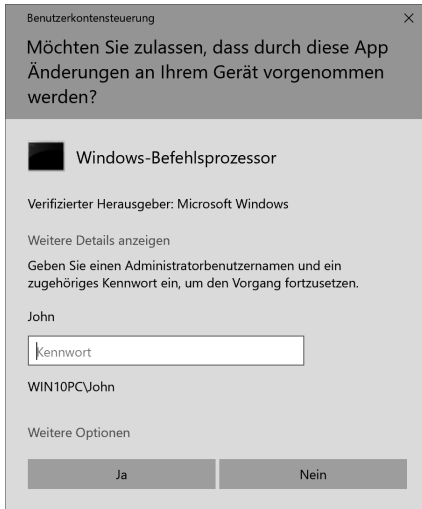 Benutzerkontensteuerung
Möchten Sie zulassen, dass durch diese App
Änderungen an Ihrem Gerät vorgenommen
werden?
Windows-Befehlsprozessor
Verifizierter Herausgeber: Microsoft Windows
Weitere Details anzeigen
Geben Sie einen Administratorbenutzernamen und ein
zugehöriges Kennwort ein, um den Vorgang fortzusetzen.
John
Kennwort
WIN10PC\John
Weitere Optionen
Ja
Nein